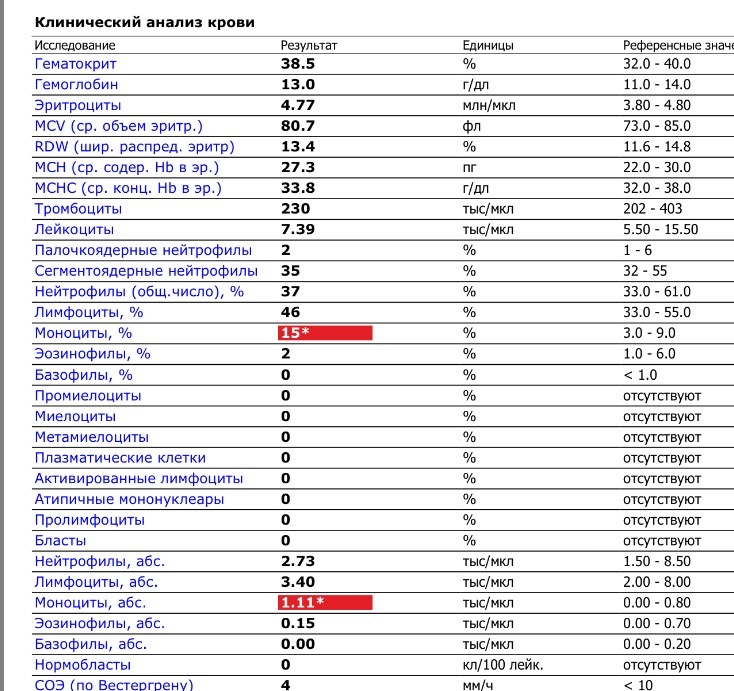 Клинический анализ крови
Исследование Результат Единицы Референсные
Гематокрит 38.5 % 32.0 - 40.0
Гемоглобин 13.0 г/дл 11.0 - 14.0
Эритроциты 4.77 млн/мкл 3.80 - 4.80
MCV (ср. объем эритр.) 80.7 фл 73.0 - 85.0
RDW (шир. распред. эритр) 13.4 % 11.6 - 14.8
MCH (ср. содер. Hb в эр.) 27.3 пг 22.0 - 30.0
MCHC (ср. конц. Hb в эр.) 33.8 г/дл 32.0 - 38.0
Тромбоциты 230 тыс/мкл 202 - 403
Лейкоциты 7.39 тыс/мкл 5.50 - 15.50
Палочкоядерные нейтрофилы 2 % 1 - 6
Сегментоядерные нейтрофилы 35 % 32 - 55
Нейтрофилы (общ.число), % 37 % 33.0 - 61.0
Лимфоциты, % 46 % 33.0 - 55.0
Моноциты, % 15* % 3.0 - 9.0
Эозинофилы, % 2 % 1.0 - 6.0
Базофилы, % 0 % < 1.0
Промиелоциты 0 % отсутствуют
Миелоциты 0 % отсутствуют
Метамиелоциты 0 % отсутствуют
Плазматические клетки 0 % отсутствуют
Активированные лимфоциты 0 % отсутствуют
Атипичные мононуклеары 0 % отсутствуют
Пролимфоциты 0 % отсутствуют
Бласты 0 % отсутствуют
Нейтрофилы, абс. 2.73 тыс/мкл 1.50 - 8.50
Лимфоциты, абс. 3.40 тыс/мкл 2.00 - 8.00
Моноциты, абс. 1.11* тыс/мкл 0.00 - 0.80
Эозинофилы, абс. 0.15 тыс/мкл 0.00 - 0.70
Базофилы, абс. 0.00 тыс/мкл 0.00 - 0.20
Нормобласты 0 кл/100 лейк. отсутствуют
СОЭ (по Вестергрену) 4 мм/ч < 10